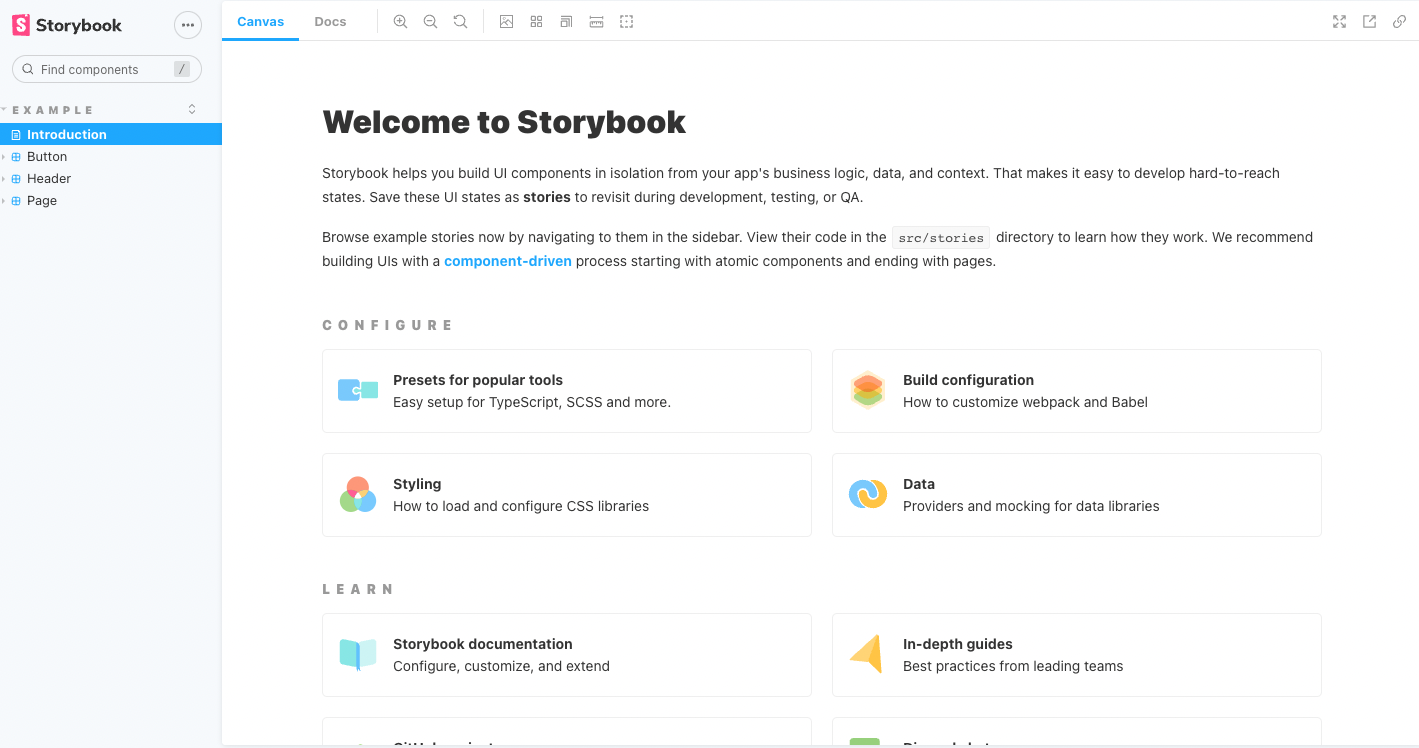 Storybook
Canvas
Docs
Find components
/
EXAMPLE
Introduction
Button
Header
Page
Welcome to Storybook
Storybook helps you build UI components in isolation from your app's business logic, data, and context. That makes it easy to develop hard-to-reach
states. Save these UI states as stories to revisit during development, testing, or QA.
Browse example stories now by navigating to them in the sidebar. View their code in the src/stories directory to learn how they work. We recommend
building UIs with a component-driven process starting with atomic components and ending with pages.
CONFIGURE
Presets for popular tools
Easy setup for TypeScript, SCSS and more.
Build configuration
How to customize webpack and Babel
Styling
How to load and configure CSS libraries
Data
Providers and mocking for data libraries
LEARN
Storybook documentation
Configure, customize, and extend
In-depth guides
Best practices from leading teams